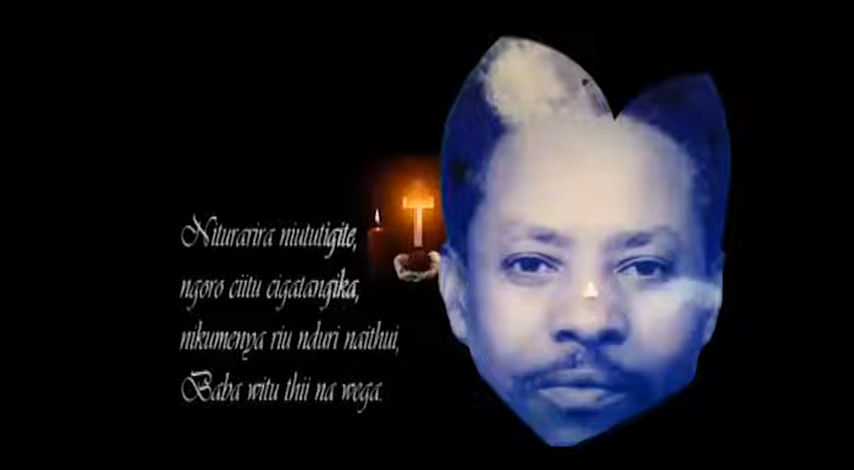 Niturarira niututigite,
ngoro ciitu cigatangika,
nikumenya riu nduri naithui,
Baba witu thii na wega.